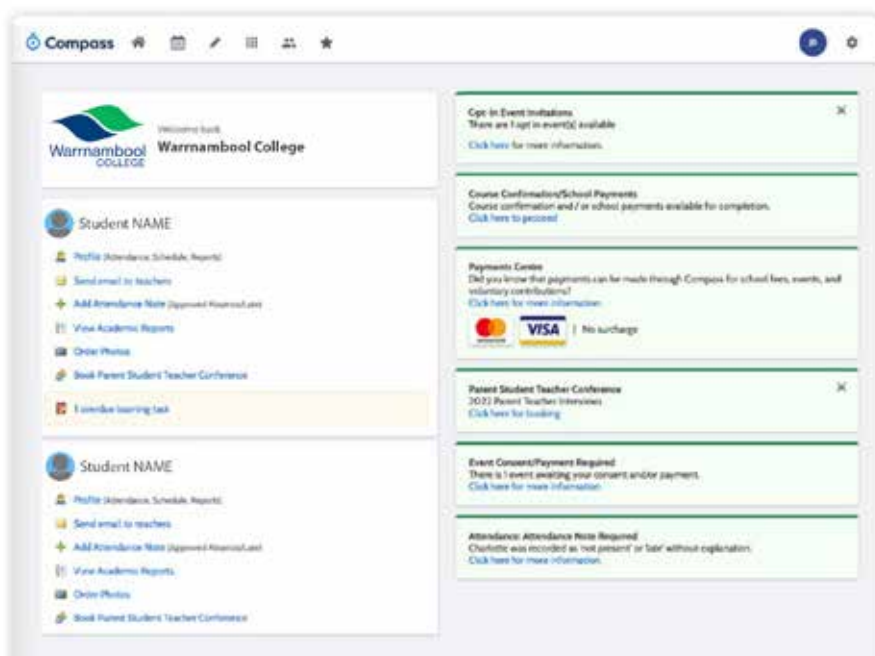 Compass
Warrnambool
COLLEGE
Welcome back
Warrnambool College
Student NAME
Profile (Attendance, Schedule, Reports)
Send email to teachers
Add Attendance Note (Approved Absence/Late)
View Academic Reports
Order Photos
Book Parent Student Teacher Conference
1 overdue learning task
Student NAME
Profile (Attendance, Schedule, Reports)
Send email to teachers
Add Attendance Note (Approved Absence/Late)
View Academic Reports
Order Photos
Book Parent Student Teacher Conference
Opt-in Event Invitations
There are 1 opt in event(s) available
Click here for more information.
Course Confirmation/School Payments
Course confirmation and / or school payments available for completion.
Click here to proceed
Payments Centre
Did you know that payments can be made through Compass for school fees, events, and
voluntary contributions?
Click here for more information
VISA | No surcharge
Parent Student Teacher Conference
2022 Parent Teacher Interviews
Click here for booking
Event Consent/Payment Required
There is 1 event awaiting your consent and/or payment.
Click here for more information
Attendance: Attendance Note Required
Charlotte was recorded as 'not present' or 'late' without explanation.
Click here for more information